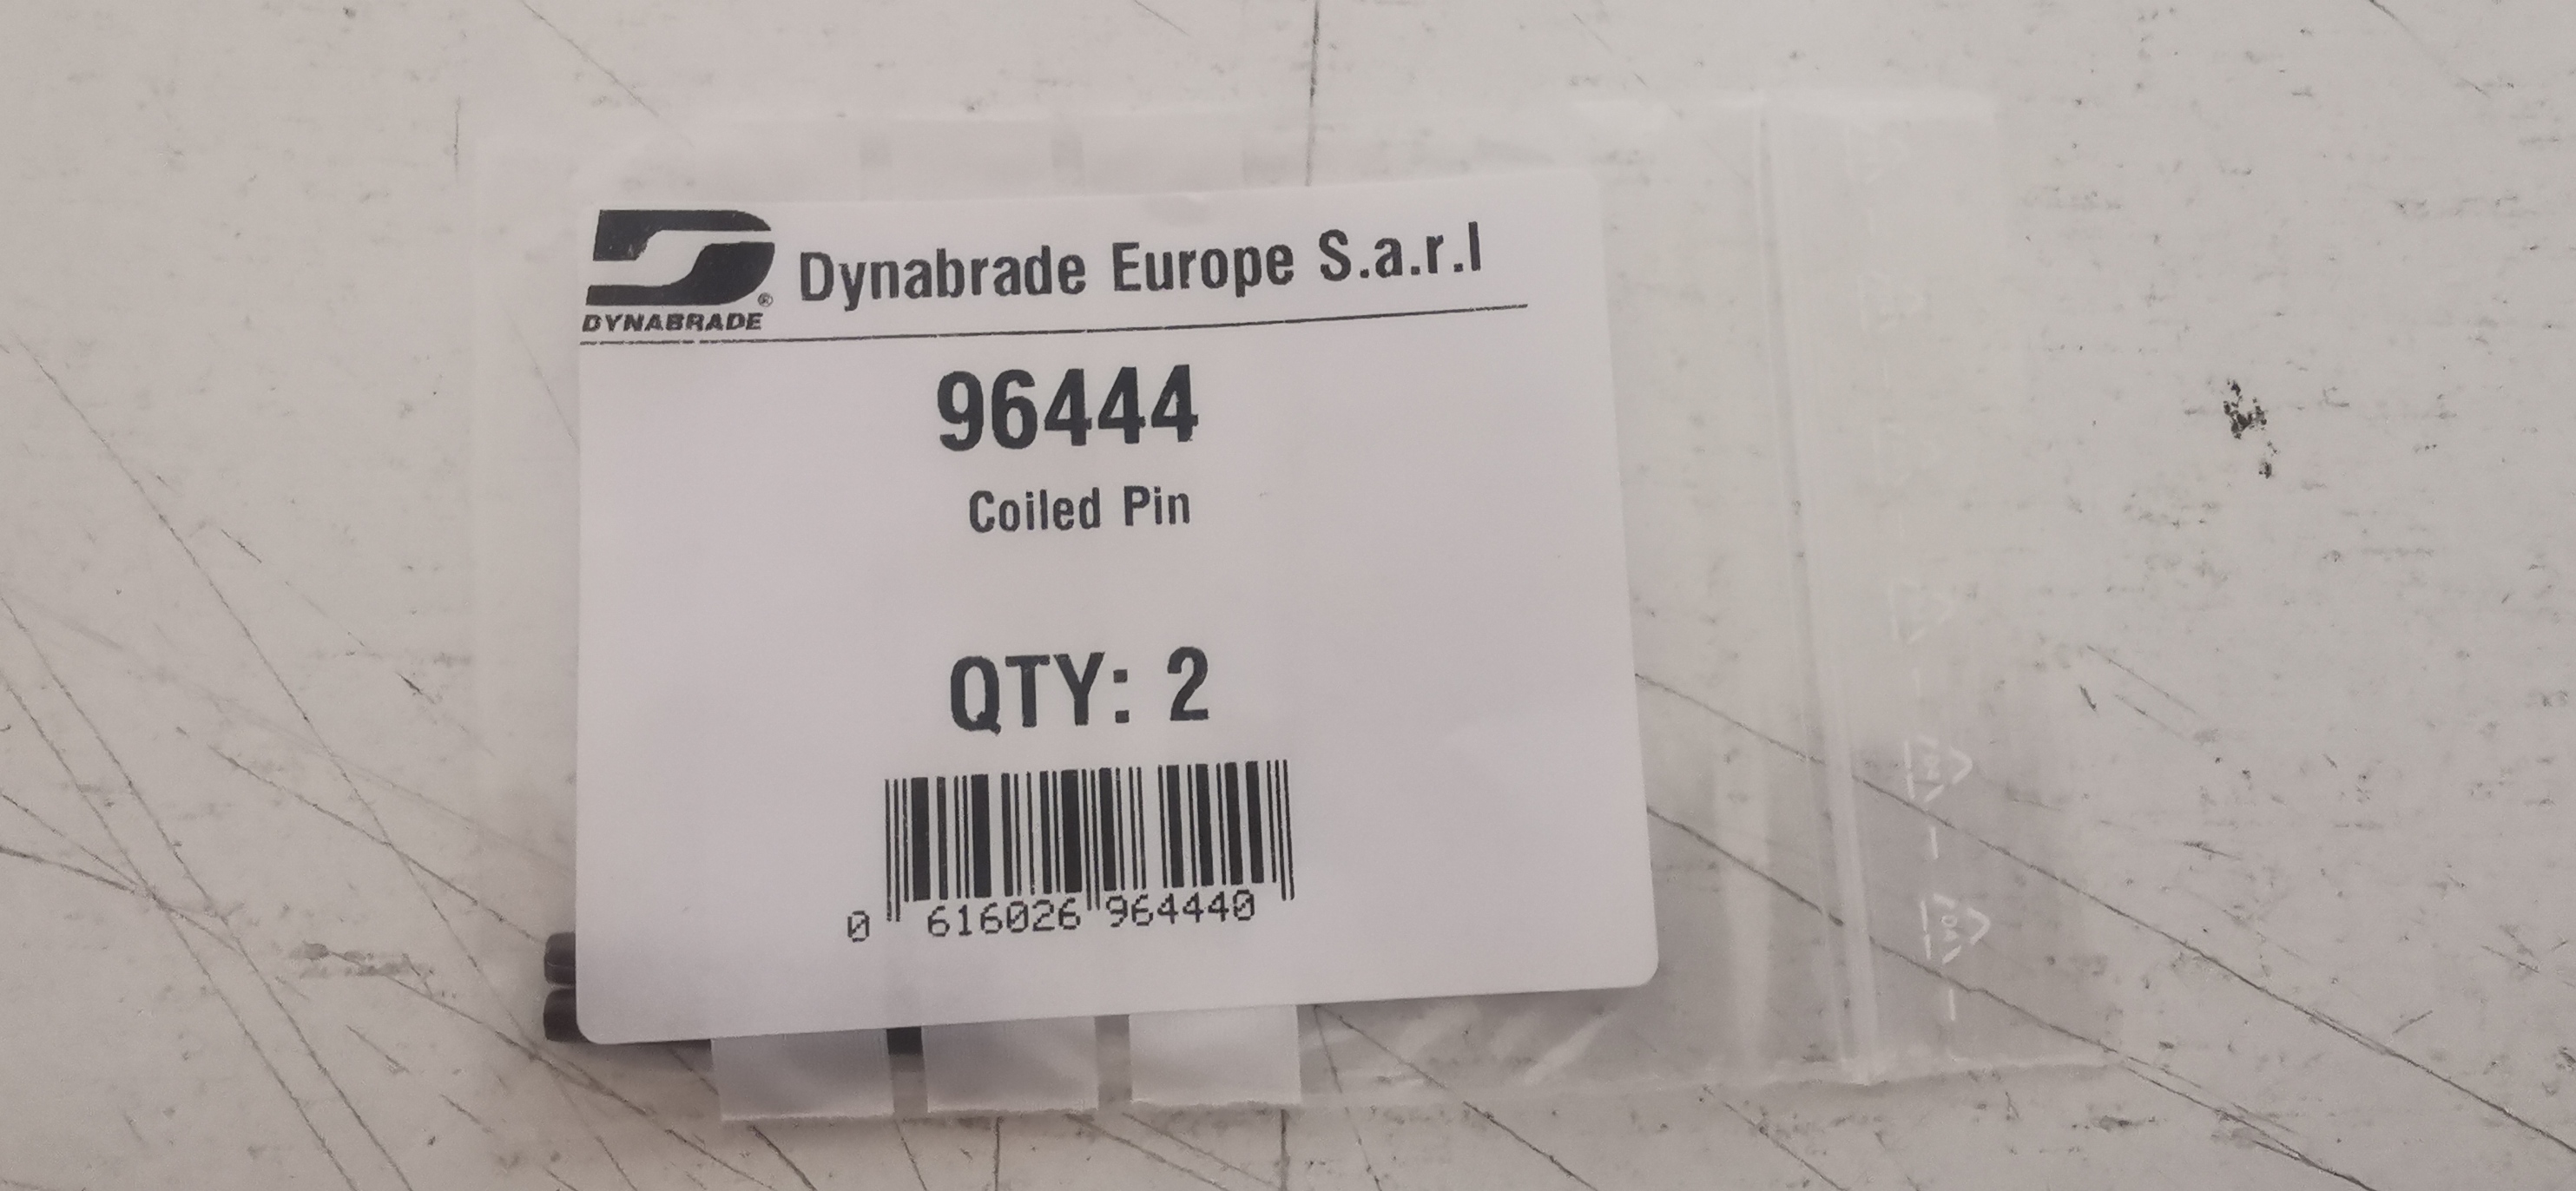 Dynabrade Europe S.a.r.l
®
DYNABRADE
96444
Coiled Pin
QTY: 2
0 616026 964440